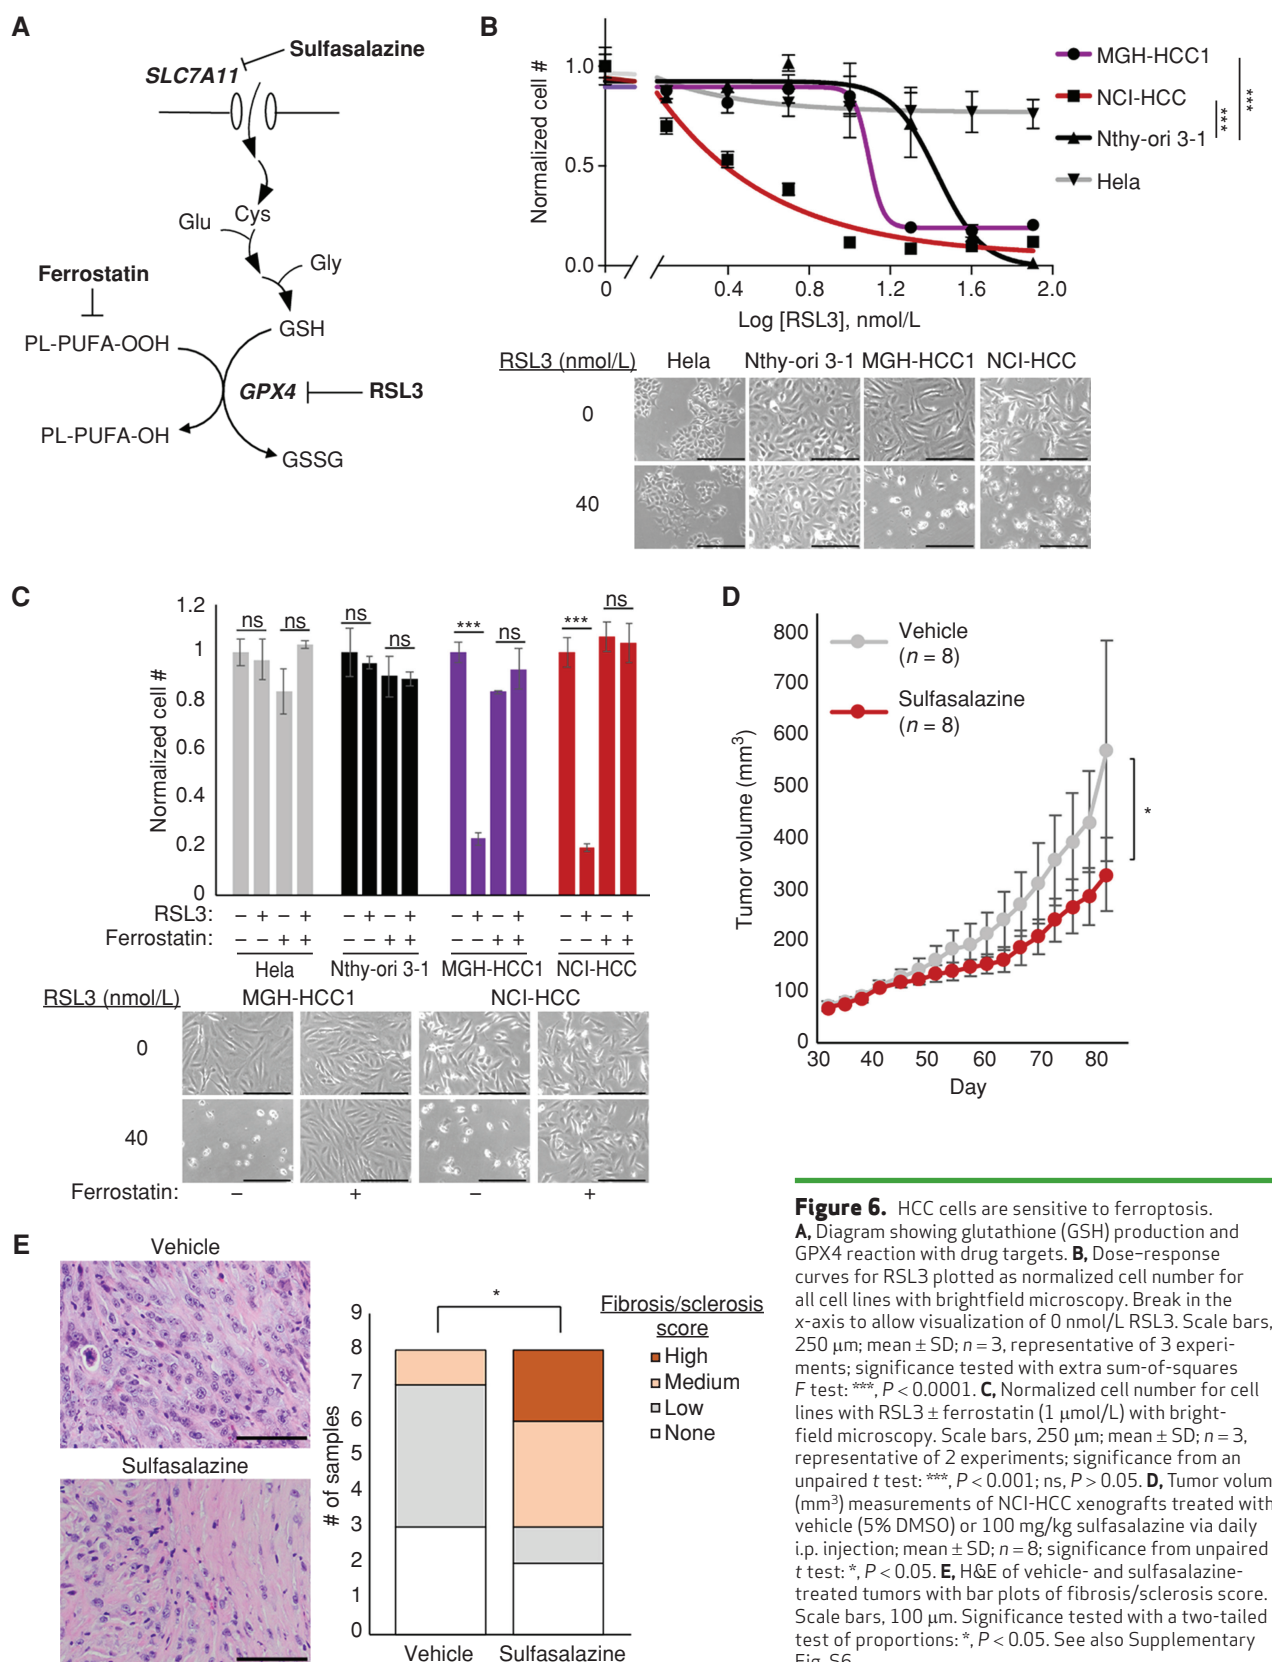 A
Sulfasalazine
SLC7A11
Glu
Cys
Gly
Ferrostatin
GSH
PL-PUFA-OOH
GPX4
RSL3
PL-PUFA-OH
GSSG
B
Normalized cell #
1.0
0.5
0.0
0
0.4
0.8
1.2
1.6
2.0
Log [RSL3], nmol/L
MGH-HCC1
NCI-HCC
Nthy-ori 3-1
Hela
***
***
RSL3 (nmol/L)
Hela
Nthy-ori 3-1
MGH-HCC1
NCI-HCC
0
40
C
Normalized cell #
1.2
1
0.8
0.6
0.4
0.2
0
ns
ns
ns
ns
***
ns
***
ns
RSL3: – + – + – + – + – + – + – + – +
Ferrostatin: – – + + – – + + – – + + – – + +
Hela
Nthy-ori 3-1
MGH-HCC1
NCI-HCC
RSL3 (nmol/L)
MGH-HCC1
NCI-HCC
0
40
Ferrostatin: – + – +
D
Tumor volume (mm³)
800
700
600
500
400
300
200
100
0
30
40
50
60
70
80
Day
Vehicle
(n = 8)
Sulfasalazine
(n = 8)
*
E
Vehicle
Sulfasalazine
# of samples
9
8
7
6
5
4
3
2
1
0
*
Vehicle
Sulfasalazine
Fibrosis/sclerosis
score
High
Medium
Low
None
Figure 6. HCC cells are sensitive to ferroptosis.
A, Diagram showing glutathione (GSH) production and
GPX4 reaction with drug targets. B, Dose–response
curves for RSL3 plotted as normalized cell number for
all cell lines with brightfield microscopy. Break in the
x-axis to allow visualization of 0 nmol/L RSL3. Scale bars,
250 μm; mean ± SD; n = 3, representative of 3 experi-
ments; significance tested with extra sum-of-squares
F test: ***, P < 0.0001. C, Normalized cell number for cell
lines with RSL3 ± ferrostatin (1 μmol/L) with bright-
field microscopy. Scale bars, 250 μm; mean ± SD; n = 3,
representative of 2 experiments; significance from an
unpaired t test: ***, P < 0.001; ns, P > 0.05. D, Tumor volum
(mm³) measurements of NCI-HCC xenografts treated with
vehicle (5% DMSO) or 100 mg/kg sulfasalazine via daily
i.p. injection; mean ± SD; n = 8; significance from unpaired
t test: *, P < 0.05. E, H&E of vehicle- and sulfasalazine-
treated tumors with bar plots of fibrosis/sclerosis score.
Scale bars, 100 μm. Significance tested with a two-tailed
test of proportions: *, P < 0.05. See also Supplementary
Fig. S6